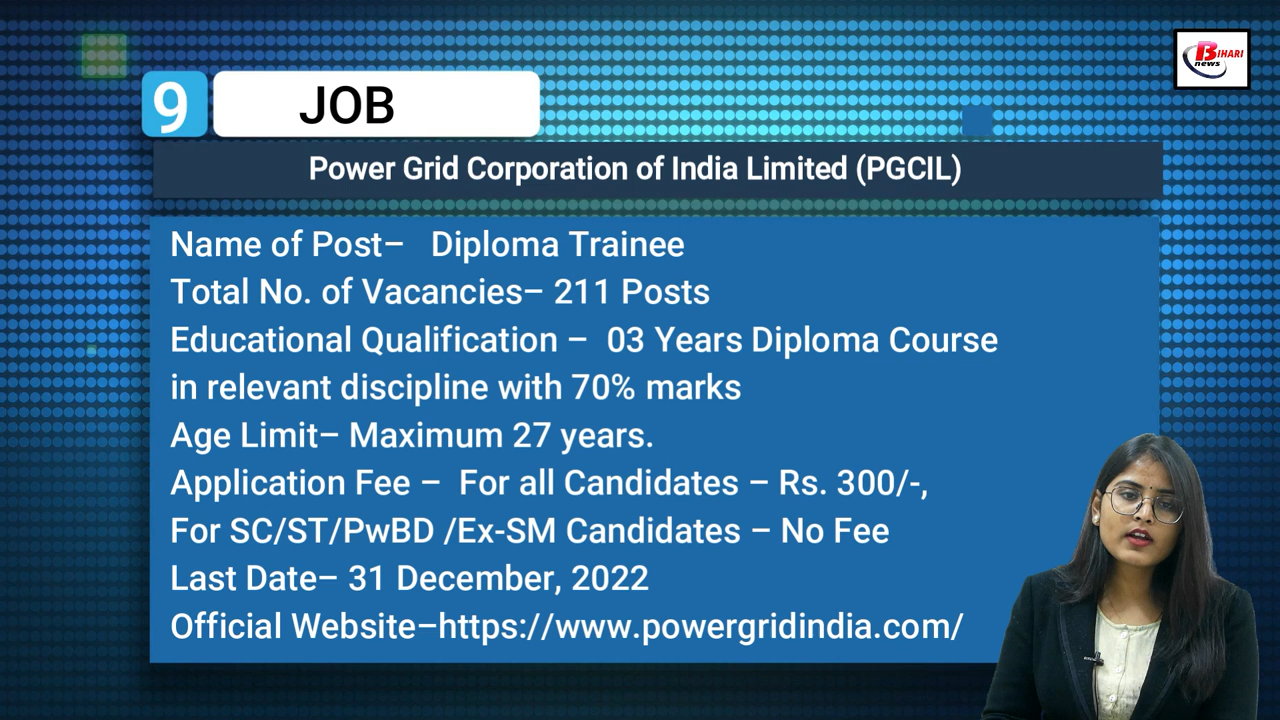 BIHARI
news
9 JOB
Power Grid Corporation of India Limited (PGCIL)
Name of Post– Diploma Trainee
Total No. of Vacancies– 211 Posts
Educational Qualification – 03 Years Diploma Course
in relevant discipline with 70% marks
Age Limit– Maximum 27 years.
Application Fee – For all Candidates – Rs. 300/-,
For SC/ST/PwBD /Ex-SM Candidates – No Fee
Last Date– 31 December, 2022
Official Website–https://www.powergridindia.com/